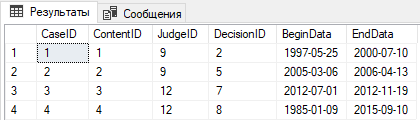 Результаты Сообщения
CaseID ContentID JudgeID DecisionID BeginData EndData
1 1 1 9 2 1997-05-25 2000-07-10
2 2 2 9 5 2005-03-06 2006-04-13
3 3 3 12 7 2012-07-01 2012-11-19
4 4 4 12 8 1985-01-09 2015-09-10